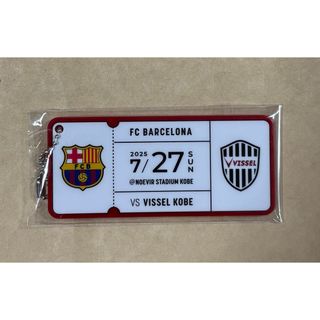 FC BARCELONA
2025
7/27 SUN
@NOEVIR STADIUM KOBE
VS VISSEL KOBE
FCB
VISSEL